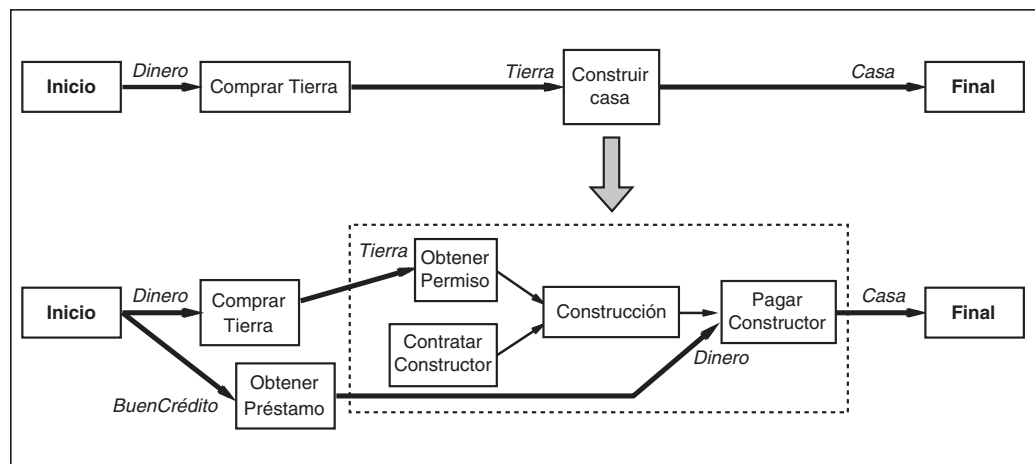 Inicio
Dinero
Comprar Tierra
Tierra
Construir
casa
Casa
Final
Inicio
Dinero
Comprar
Tierra
BuenCrédito
Obtener
Préstamo
Tierra
Obtener
Permiso
Contratar
Constructor
Construcción
Dinero
Pagar
Constructor
Casa
Final